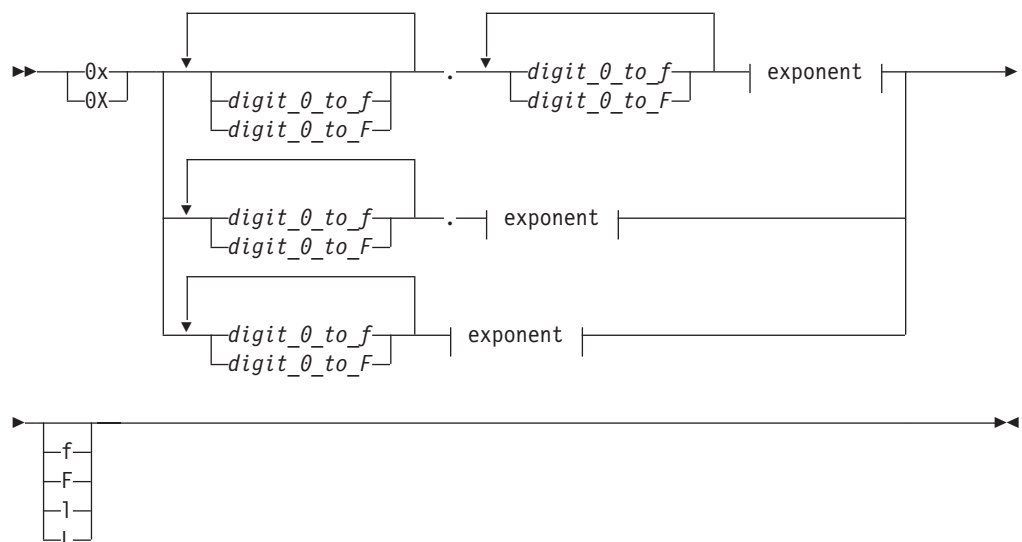 0x digit_0_to_f . digit_0_to_f exponent
0X digit_0_to_F digit_0_to_F
digit_0_to_f . exponent
digit_0_to_F
digit_0_to_f exponent
digit_0_to_F
f
F
l
L